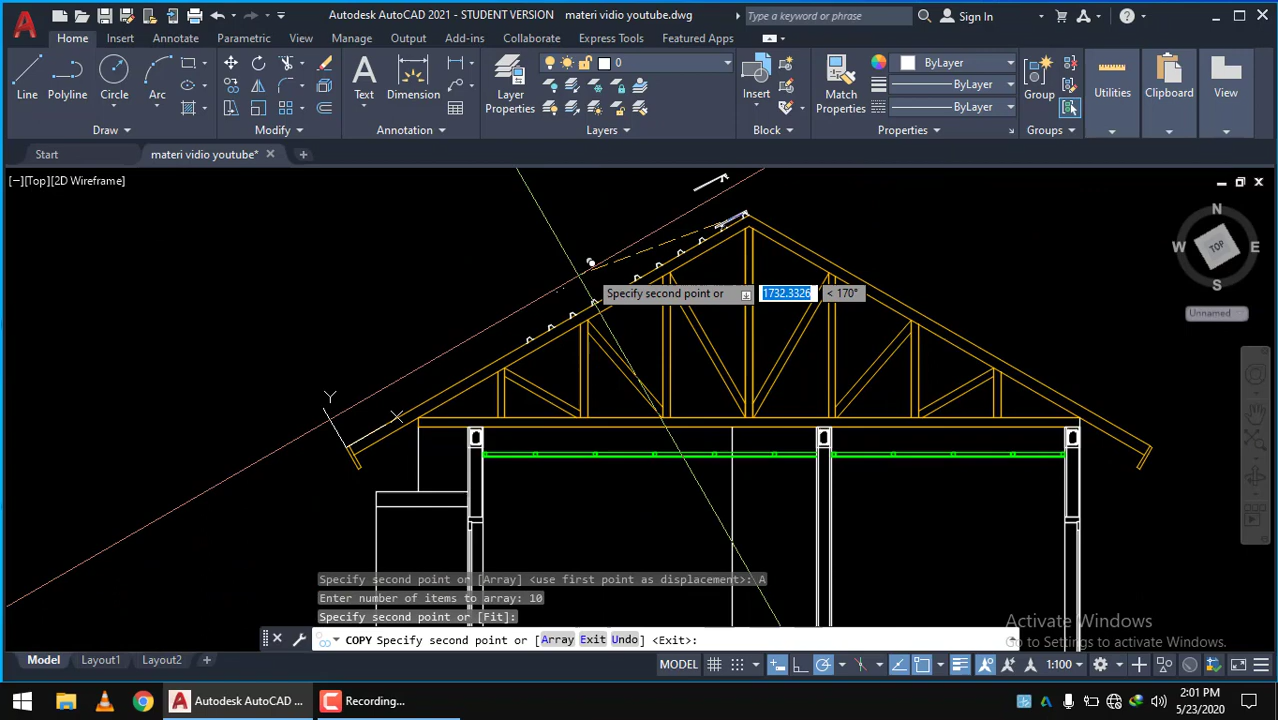 Autodesk AutoCAD 2021 - STUDENT VERSION materi vidio youtube.dwg
Type a keyword or phrase
Sign In
Home Insert Annotate Parametric View Manage Output Add-ins Collaborate Express Tools Featured Apps
0
ByLayer
ByLayer
ByLayer
Line Polyline Circle Arc
Text Dimension
Layer Properties
Insert
Match Properties
Group
Utilities
Clipboard
View
Draw
Modify
Annotation
Layers
Block
Properties
Groups
Start
materi vidio youtube*
[−][Top][2D Wireframe]
N
W TOP E
S
Unnamed
Specify second point or
1732.3326
< 170°
Y
X
Specify second point or [Array] <use first point as displacement>: A
Enter number of items to array: 10
Specify second point or [Fit]:
COPY Specify second point or [Array Exit Undo] <Exit>:
Activate Windows
Go to Settings to activate Windows.
Model Layout1 Layout2
MODEL
1:100
Autodesk AutoCAD ...
Recording...
2:01 PM
5/23/2020